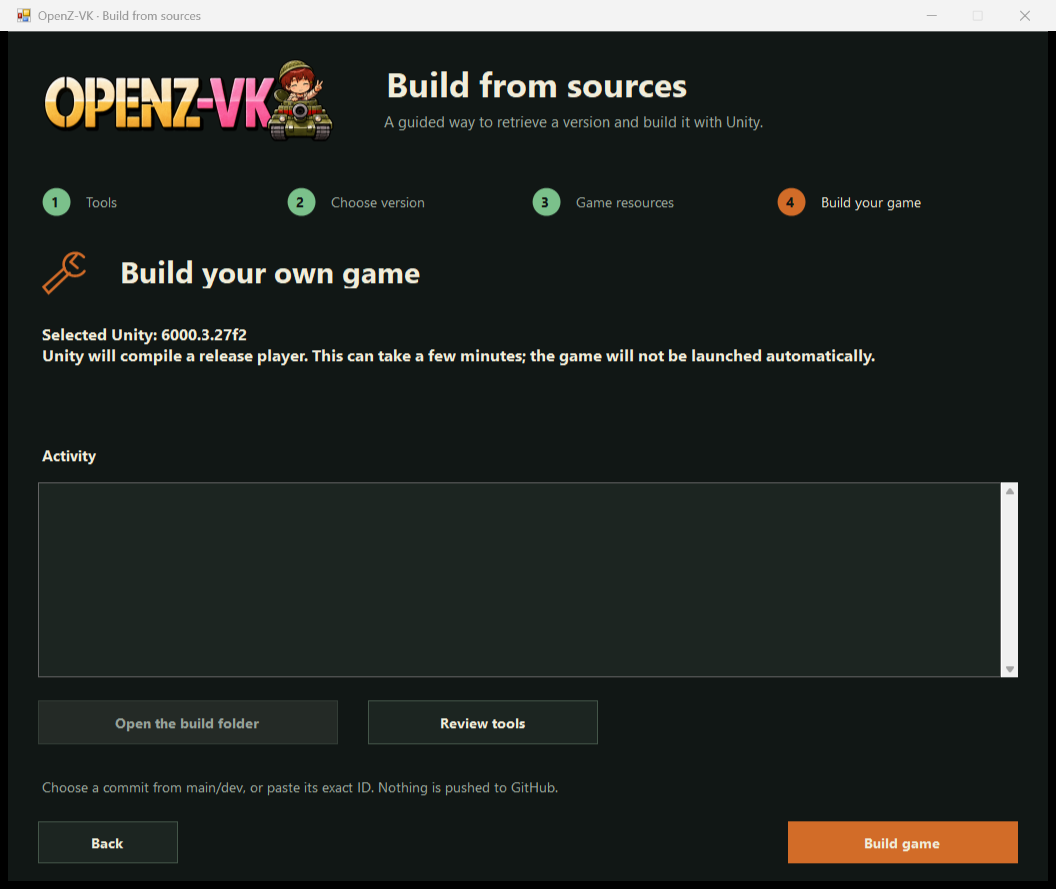 OpenZ-VK · Build from sources
OPENZ-VK
Build from sources
A guided way to retrieve a version and build it with Unity.
1 Tools
2 Choose version
3 Game resources
4 Build your game
Build your own game
Selected Unity: 6000.3.27f2
Unity will compile a release player. This can take a few minutes; the game will not be launched automatically.
Activity
Open the build folder
Review tools
Choose a commit from main/dev, or paste its exact ID. Nothing is pushed to GitHub.
Back
Build game